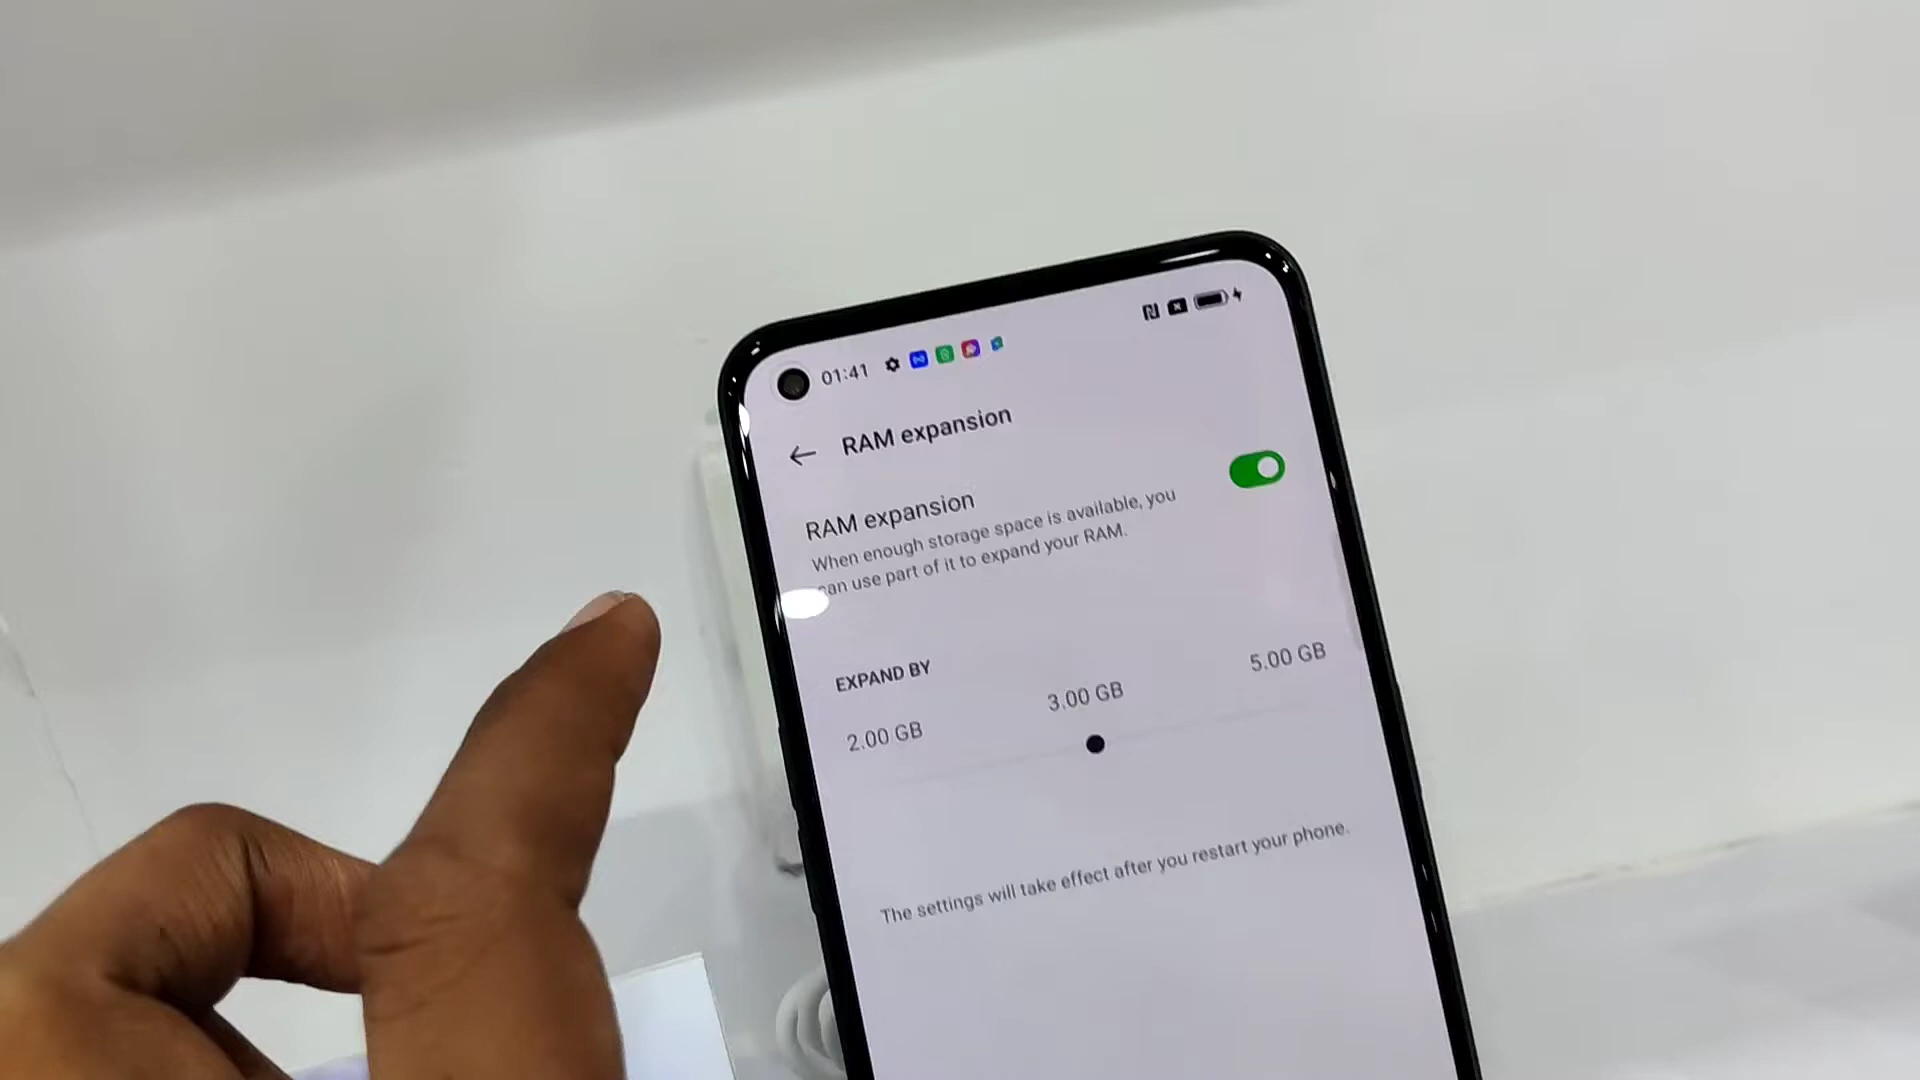 01:41
RAM expansion
RAM expansion
When enough storage space is available, you
can use part of it to expand your RAM.
EXPAND BY
2.00 GB 3.00 GB 5.00 GB
The settings will take effect after you restart your phone.